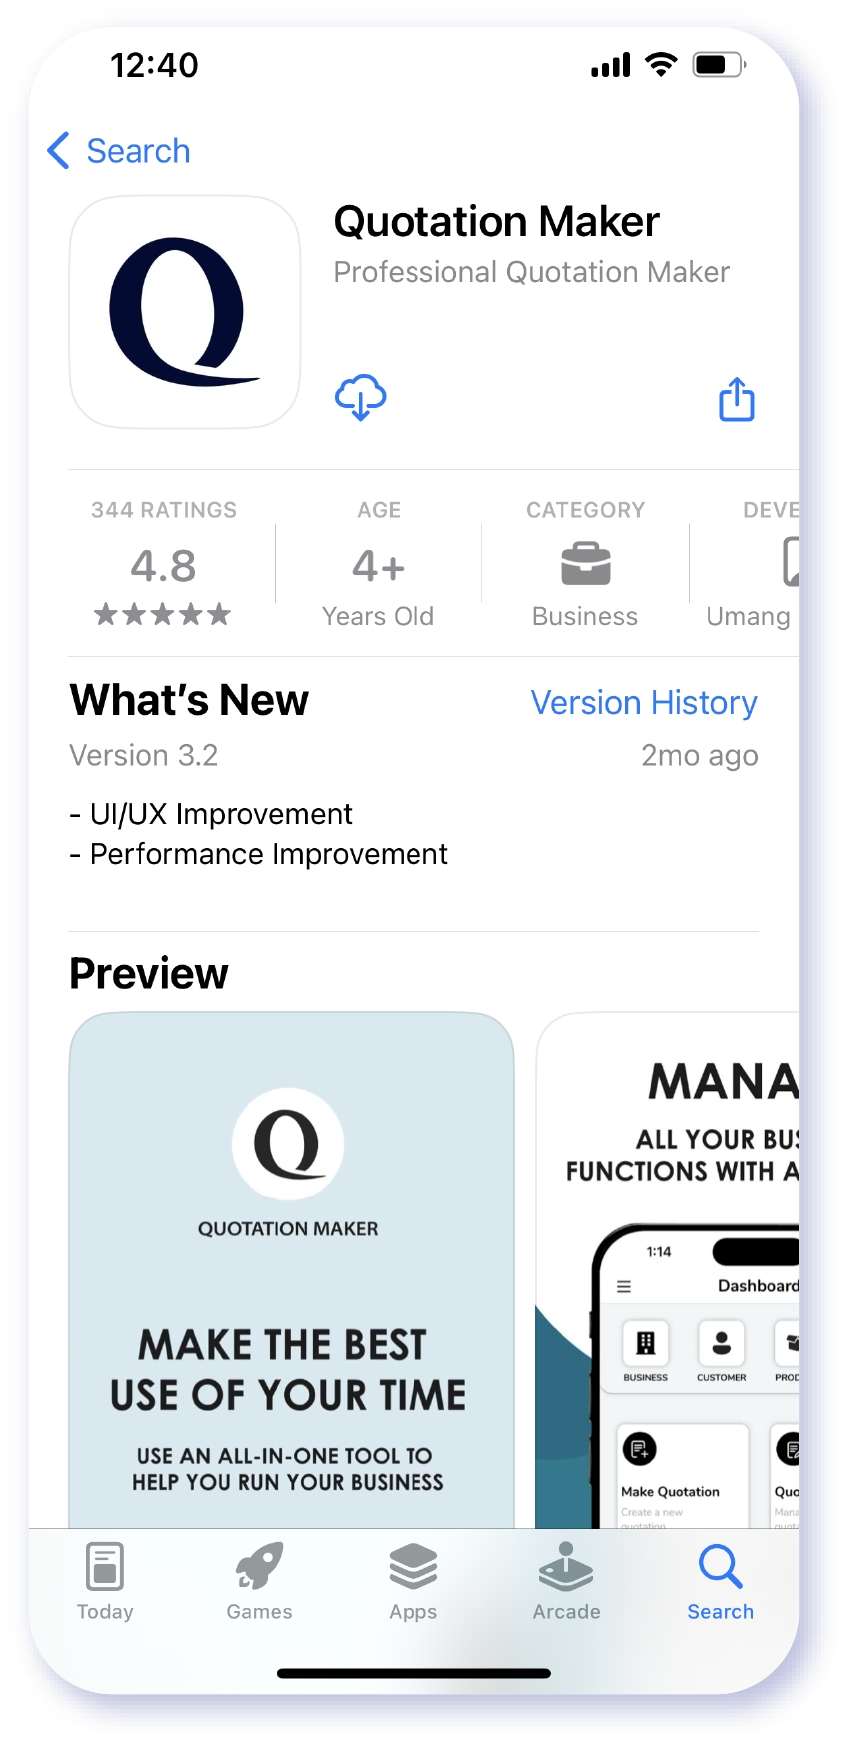 12:40
Search
Q
Quotation Maker
Professional Quotation Maker
344 RATINGS
4.8
AGE
4+
Years Old
CATEGORY
Business
DEVE
Umang
What's New
Version History
Version 3.2
2mo ago
- UI/UX Improvement
- Performance Improvement
Preview
Q
QUOTATION MAKER
MAKE THE BEST
USE OF YOUR TIME
USE AN ALL-IN-ONE TOOL TO
HELP YOU RUN YOUR BUSINESS
MANA
ALL YOUR BUS
FUNCTIONS WITH A
1:14
Dashboard
BUSINESS
CUSTOMER
PROD
Make Quotation
Create a new
quotation
Quo
Mana
quota
Today
Games
Apps
Arcade
Search